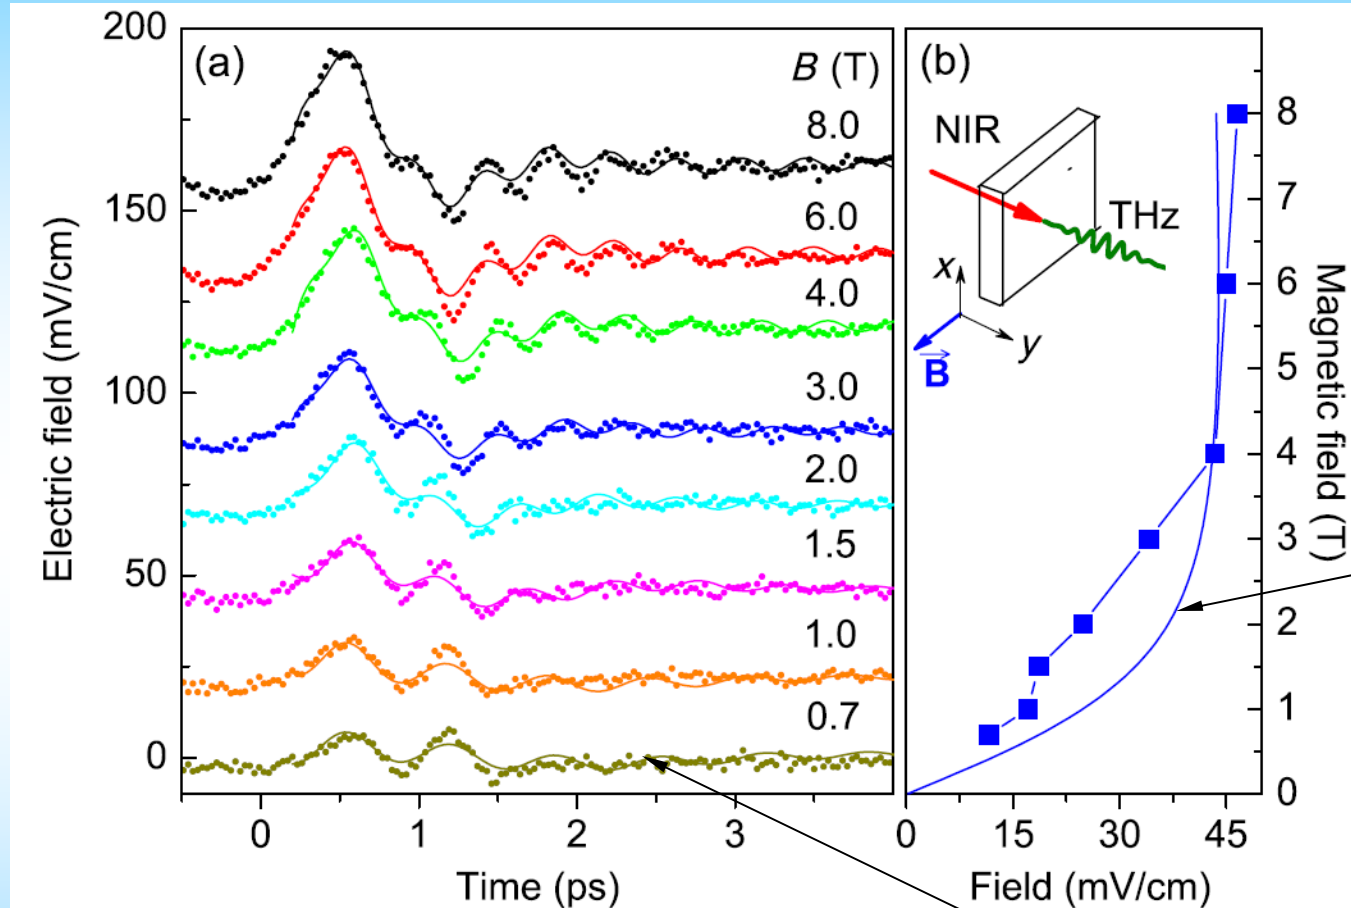 (a)
B (T)
8.0
6.0
4.0
3.0
2.0
1.5
1.0
0.7
200
150
100
50
0
Electric field (mV/cm)
0 1 2 3
Time (ps)
(b)
NIR
THz
x
y
B
8
7
6
5
4
3
2
1
0
Magnetic field (T)
0 15 30 45
Field (mV/cm)